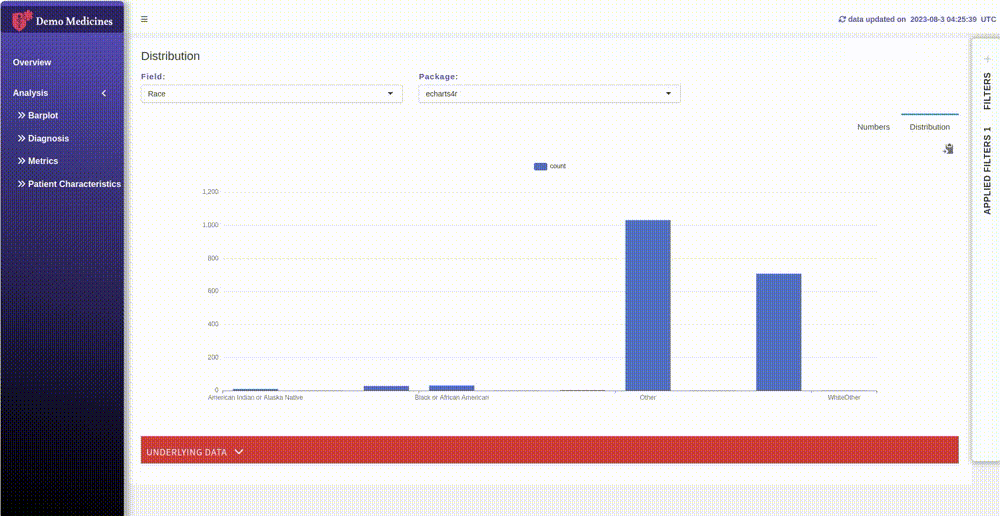 Demo Medicines
data updated on 2023-08-3 04:25:39 UTC
Overview
Analysis
Barplot
Diagnosis
Metrics
Patient Characteristics
Distribution
Field:
Package:
Race
echarts4r
Numbers
Distribution
count
1,200
1,000
800
600
400
200
0
American Indian or Alaska Native
Black or African American
Other
WhiteOther
UNDERLYING DATA
FILTERS
APPLIED FILTERS 1